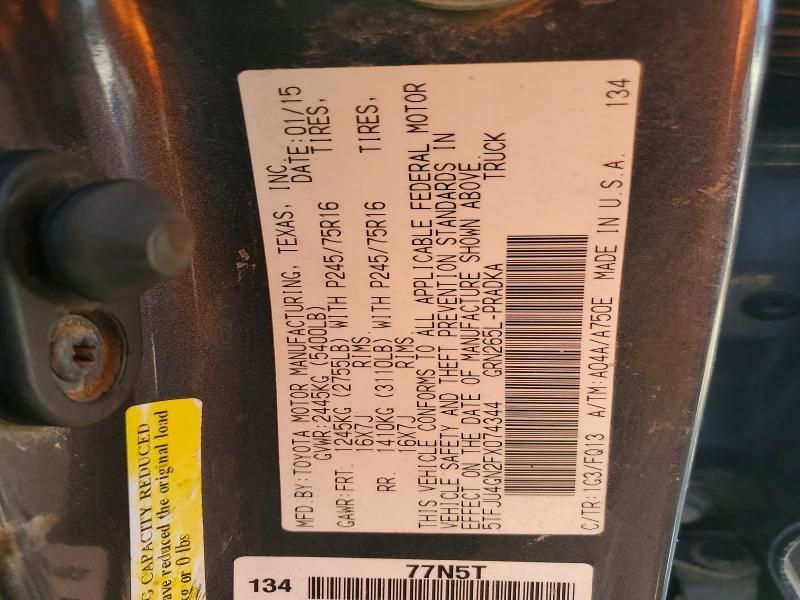 MFD BY: TOYOTA MOTOR MANUFACTURING, TEXAS, INC. DATE: 01/15
GVWR: 2445KG (5400LB)
GAWR: FRT. 1245KG (2755LB) WITH P245/75R16 TIRES,
16X7J RIMS
RR. 1410KG (3110LB) WITH P245/75R16 TIRES,
16X7J RIMS
THIS VEHICLE CONFORMS TO ALL APPLICABLE FEDERAL MOTOR
VEHICLE SAFETY AND THEFT PREVENTION STANDARDS IN
EFFECT ON THE DATE OF MANUFACTURE SHOWN ABOVE.
5TFJU4GN2FX074344 GRN265L-PRADKA TRUCK
C/TR: 1G3/FQ13 A/TM: A04A/A750E MADE IN U.S.A. 134
G CAPACITY REDUCED
ave reduced the original load
kg or 0 lbs
134 77N5T